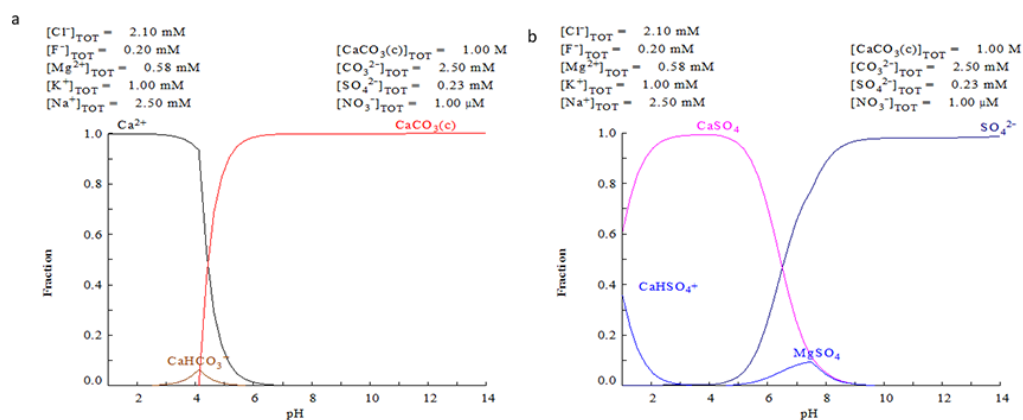 a
[Cl⁻]TOT = 2.10 mM
[F⁻]TOT = 0.20 mM
[Mg²⁺]TOT = 0.58 mM
[K⁺]TOT = 1.00 mM
[Na⁺]TOT = 2.50 mM
[CaCO₃(c)]TOT = 1.00 M
[CO₃²⁻]TOT = 2.50 mM
[SO₄²⁻]TOT = 0.23 mM
[NO₃⁻]TOT = 1.00 µM
Ca²⁺
CaCO₃(c)
CaHCO₃⁺
Fraction
1.0
0.8
0.6
0.4
0.2
0.0
2 4 6 8 10 12 14
pH
b
[Cl⁻]TOT = 2.10 mM
[F⁻]TOT = 0.20 mM
[Mg²⁺]TOT = 0.58 mM
[K⁺]TOT = 1.00 mM
[Na⁺]TOT = 2.50 mM
[CaCO₃(c)]TOT = 1.00 M
[CO₃²⁻]TOT = 2.50 mM
[SO₄²⁻]TOT = 0.23 mM
[NO₃⁻]TOT = 1.00 µM
CaSO₄
SO₄²⁻
CaHSO₄+
MgSO₄
Fraction
1.0
0.8
0.6
0.4
0.2
0.0
2 4 6 8 10 12 14
pH